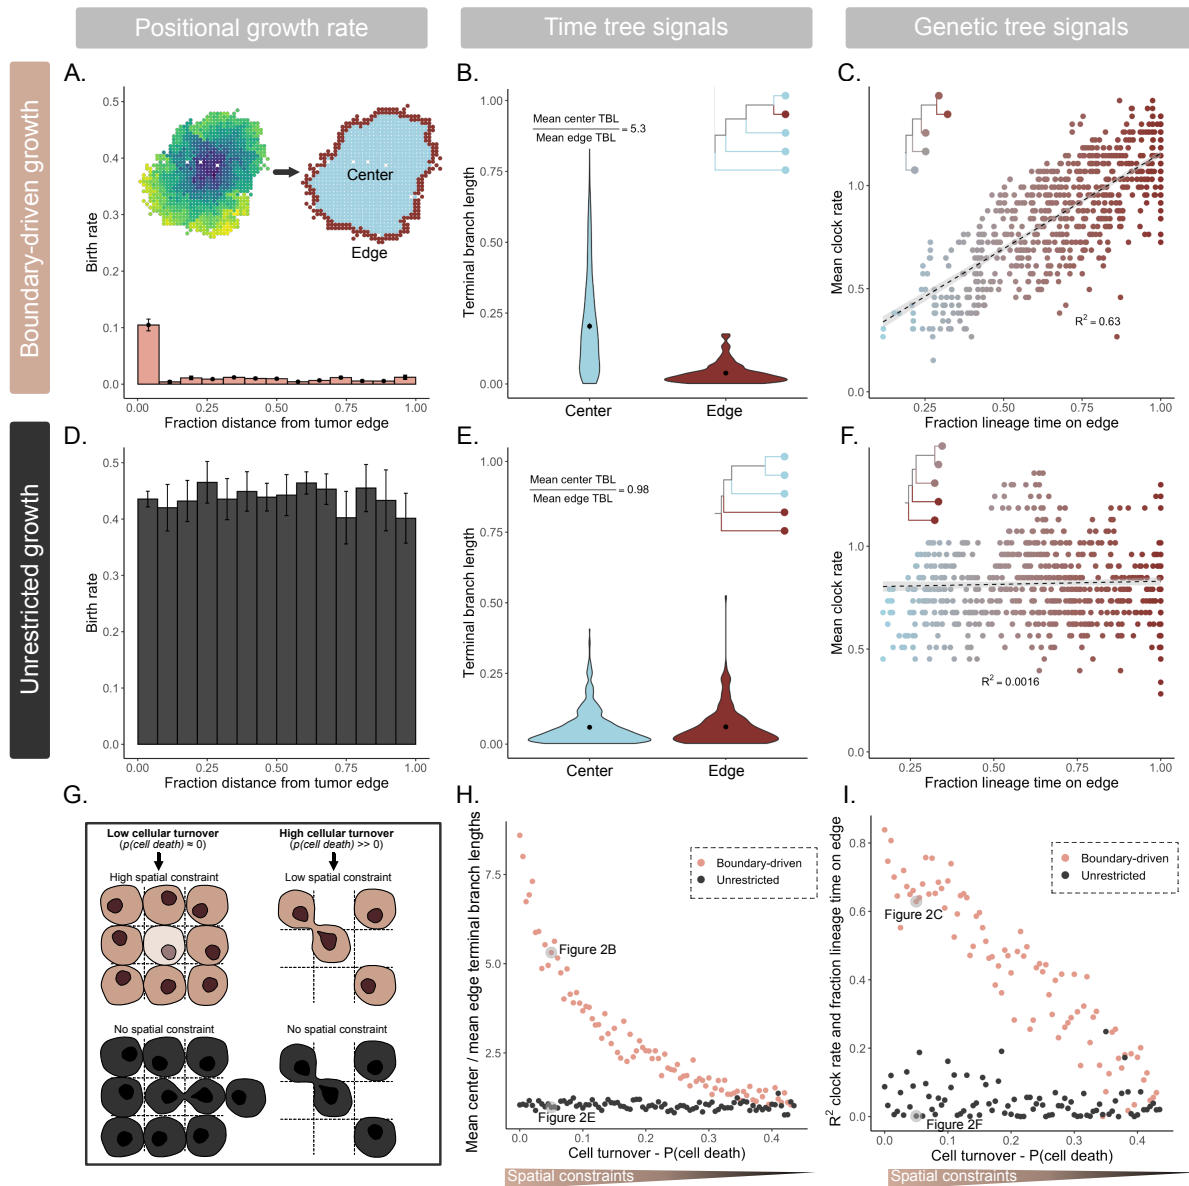 Positional growth rate
Time tree signals
Genetic tree signals
Boundary-driven growth
Unrestricted growth
A.
Birth rate
0.5
0.4
0.3
0.2
0.1
0.0
Center
Edge
0.00
0.25
0.50
0.75
1.00
Fraction distance from tumor edge
B.
Terminal branch length
1.00
0.75
0.50
0.25
0.00
Mean center TBL
Mean edge TBL
= 5.3
Center
Edge
C.
Mean clock rate
1.0
0.5
0.0
R² = 0.63
0.25
0.50
0.75
1.00
Fraction lineage time on edge
D.
Birth rate
0.5
0.4
0.3
0.2
0.1
0.0
0.00
0.25
0.50
0.75
1.00
Fraction distance from tumor edge
E.
Terminal branch length
1.00
0.75
0.50
0.25
0.00
Mean center TBL
Mean edge TBL
= 0.98
Center
Edge
F.
Mean clock rate
1.0
0.5
0.0
R² = 0.0016
0.25
0.50
0.75
1.00
Fraction lineage time on edge
G.
Low cellular turnover
(p(cell death) ≈ 0)
High cellular turnover
(p(cell death) >> 0)
High spatial constraint
Low spatial constraint
No spatial constraint
No spatial constraint
H.
Mean center / mean edge terminal branch lengths
7.5
5.0
2.5
Boundary-driven
Unrestricted
Figure 2B
Figure 2E
0.0
0.1
0.2
0.3
0.4
Cell turnover - P(cell death)
Spatial constraints
I.
R² clock rate and fraction lineage time on edge
0.8
0.6
0.4
0.2
0.0
Boundary-driven
Unrestricted
Figure 2C
Figure 2F
0.0
0.1
0.2
0.3
0.4
Cell turnover - P(cell death)
Spatial constraints